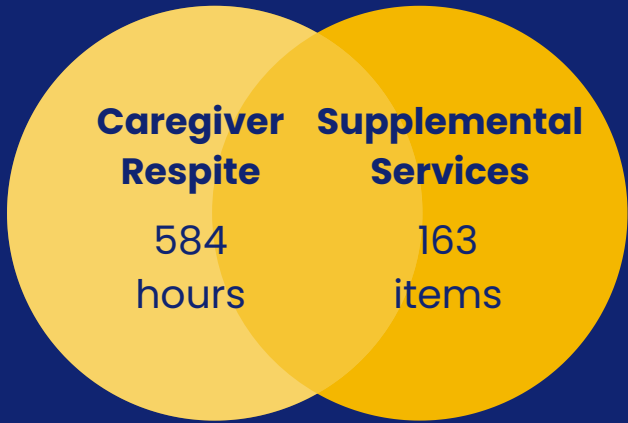 Caregiver
Respite
584
hours
Supplemental
Services
163
items